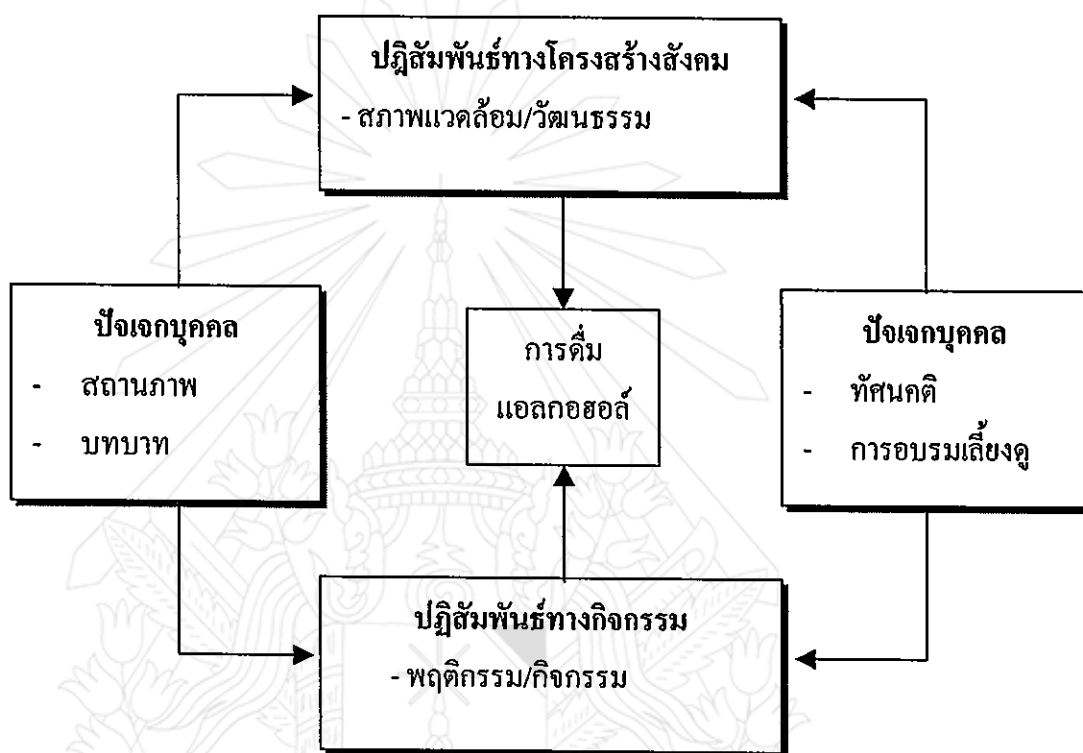 ปฎิสัมพันธ์ทางโครงสร้างสังคม
- สภาพแวดล้อม/วัฒนธรรม
ปัจเจกบุคคล
- สถานภาพ
- บทบาท
การดื่ม
แอลกอฮอล์
ปัจเจกบุคคล
- ทัศนคติ
- การอบรมเลี้ยงดู
ปฏิสัมพันธ์ทางกิจกรรม
- พฤติกรรม/กิจกรรม